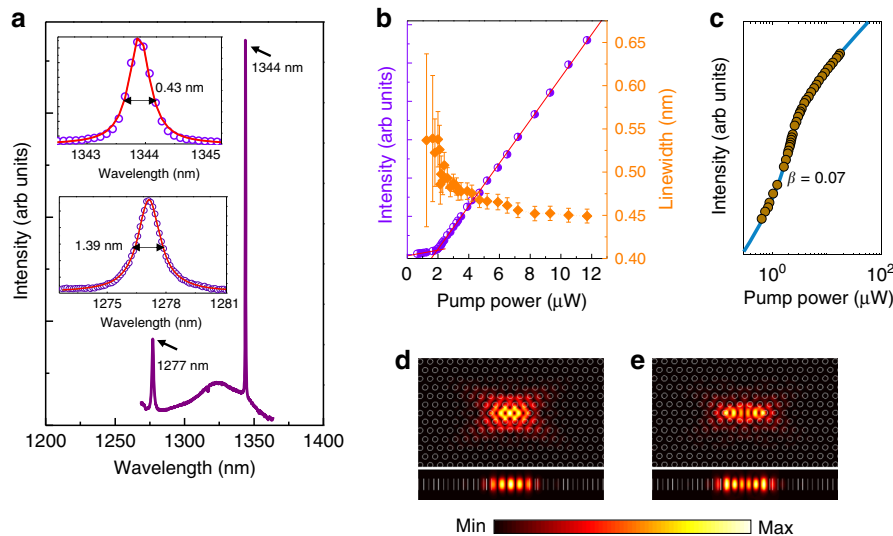 a
Intensity (arb units)
1344 nm
0.43 nm
1343 1344 1345
Wavelength (nm)
1.39 nm
1275 1278 1281
Wavelength (nm)
1277 nm
1200 1250 1300 1350 1400
Wavelength (nm)
b
Intensity (arb units)
0.65
0.60
0.55
0.50
0.45
0.40
Linewidth (nm)
0 2 4 6 8 10 12
Pump power (μW)
c
Intensity (arb units)
β = 0.07
10⁰ 10²
Pump power (μW)
d
e
Min Max